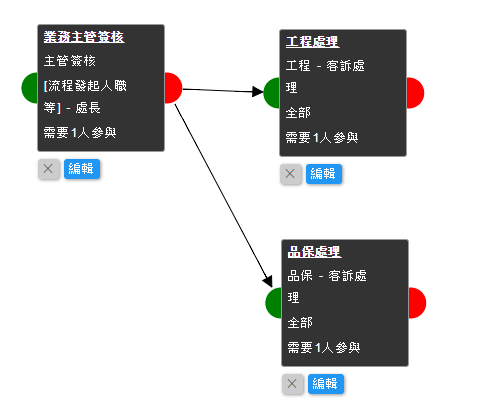 業務主管簽核
主管簽核
[流程發起人職
等] - 處長
需要1人參與
× 編輯
工程處理
工程 - 客訴處
理
全部
需要1人參與
× 編輯
品保處理
品保 - 客訴處
理
全部
需要1人參與
× 編輯